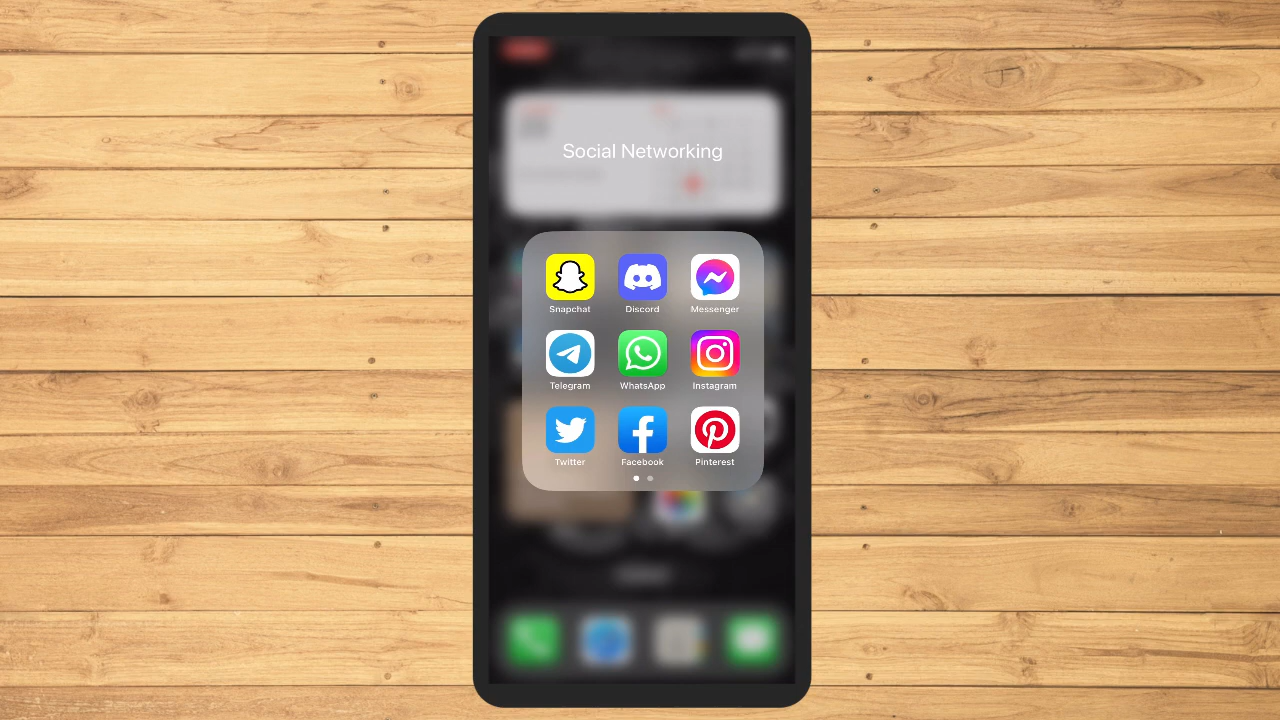 Social Networking
Snapchat
Discord
Messenger
Telegram
WhatsApp
Instagram
Twitter
Facebook
Pinterest